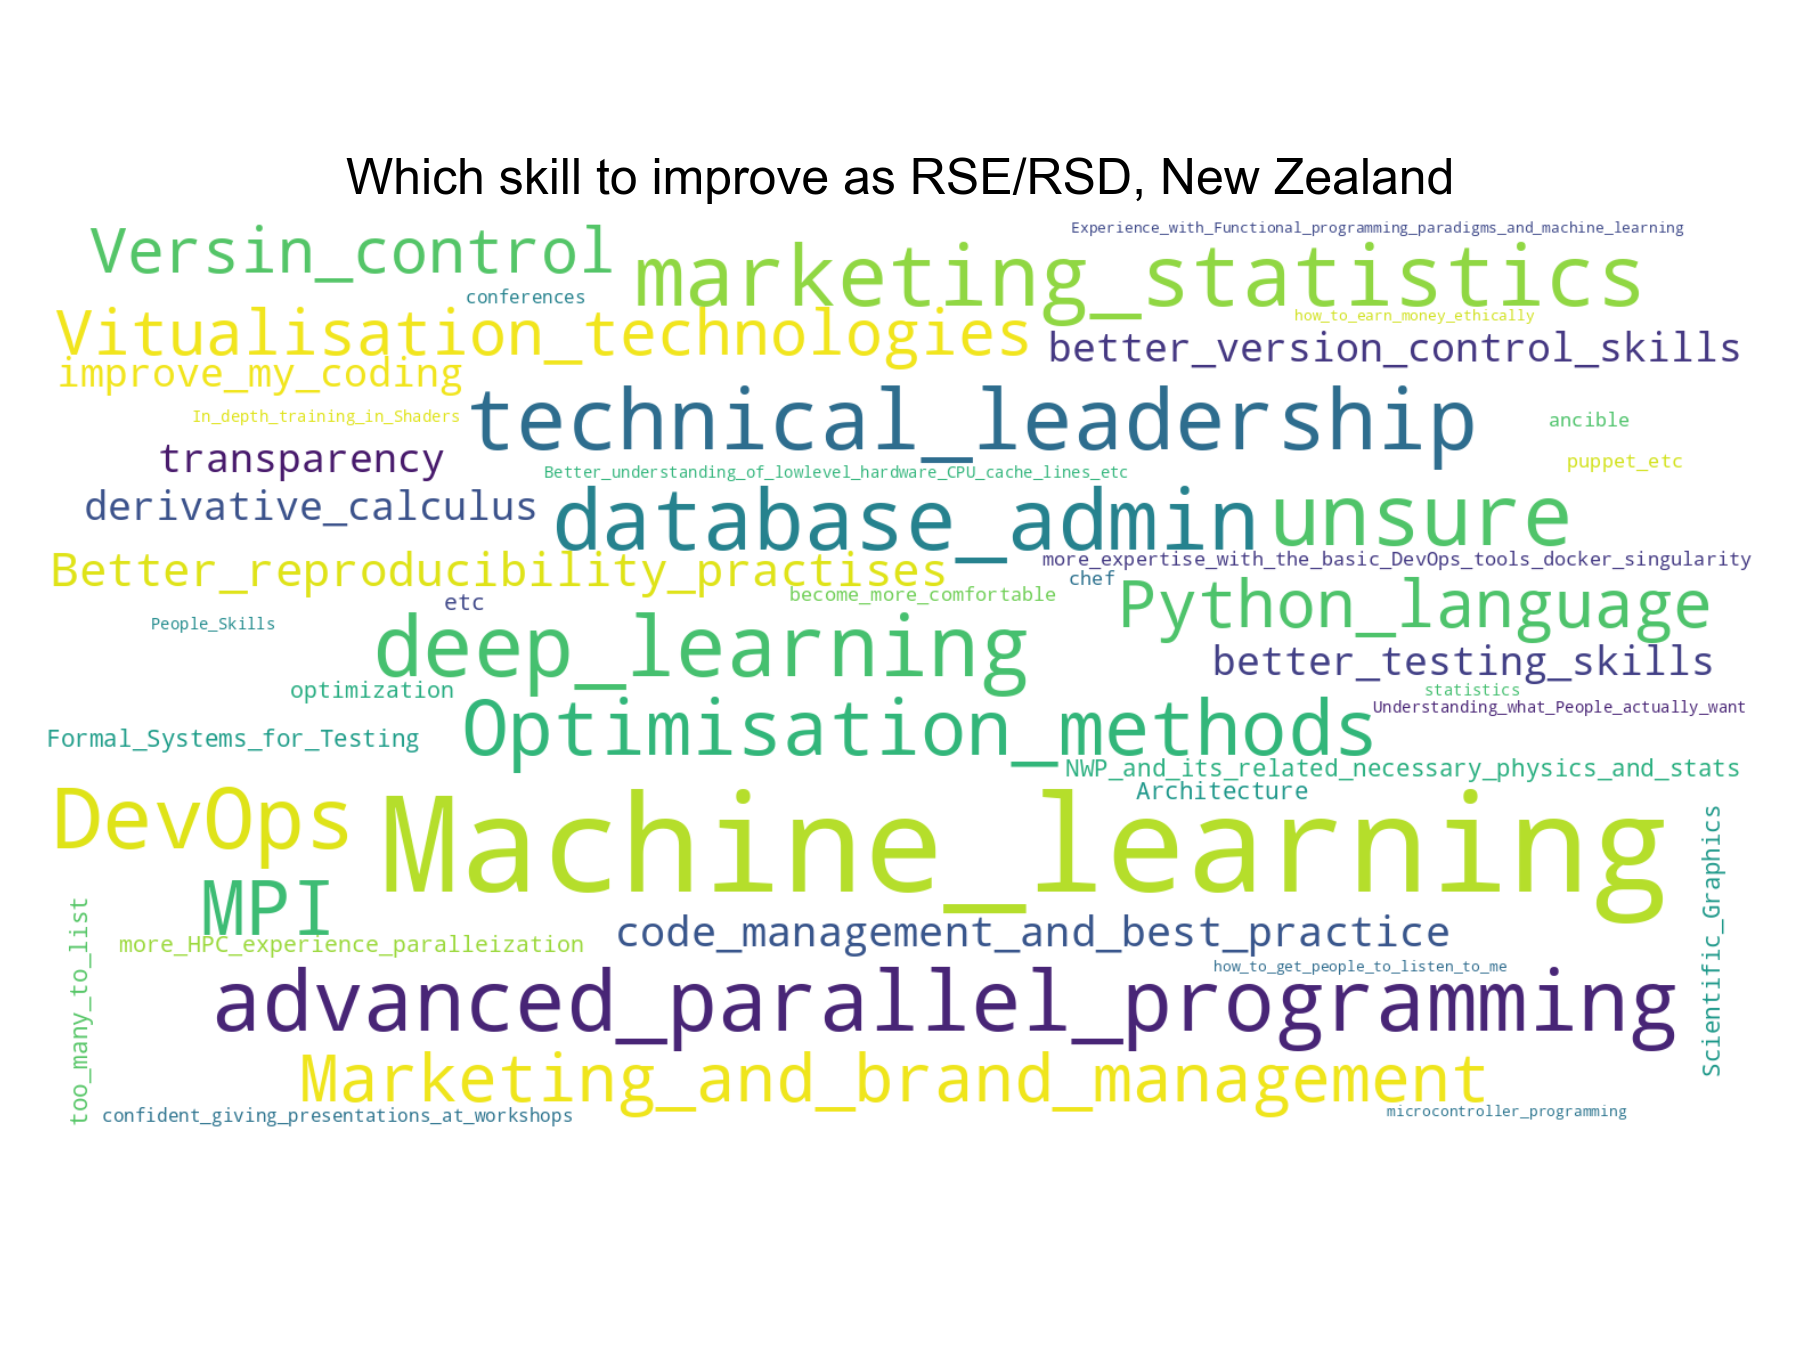 Which skill to improve as RSE/RSD, New Zealand
Versin_control
Experience_with_Functional_programming_paradigms_and_machine_learning
marketing_statistics
conferences
Vitualisation_technologies
how_to_earn_money_ethically
better_version_control_skills
improve_my_coding
technical_leadership
In_depth_training_in_Shaders
ancible
transparency
puppet_etc
Better_understanding_of_lowlevel_hardware_CPU_cache_lines_etc
derivative_calculus
database_admin
unsure
Better_reproducibility_practises
more_expertise_with_the_basic_DevOps_tools_docker_singularity
chef
etc
become_more_comfortable
Python_language
People_Skills
deep_learning
better_testing_skills
optimization
statistics
Understanding_what_People_actually_want
Optimisation_methods
Formal_Systems_for_Testing
NWP_and_its_related_necessary_physics_and_stats
Architecture
DevOps
Machine_learning
Scientific_Graphics
MPI
too_many_to_list
code_management_and_best_practice
more_HPC_experience_paralleization
how_to_get_people_to_listen_to_me
advanced_parallel_programming
Marketing_and_brand_management
confident_giving_presentations_at_workshops
microcontroller_programming